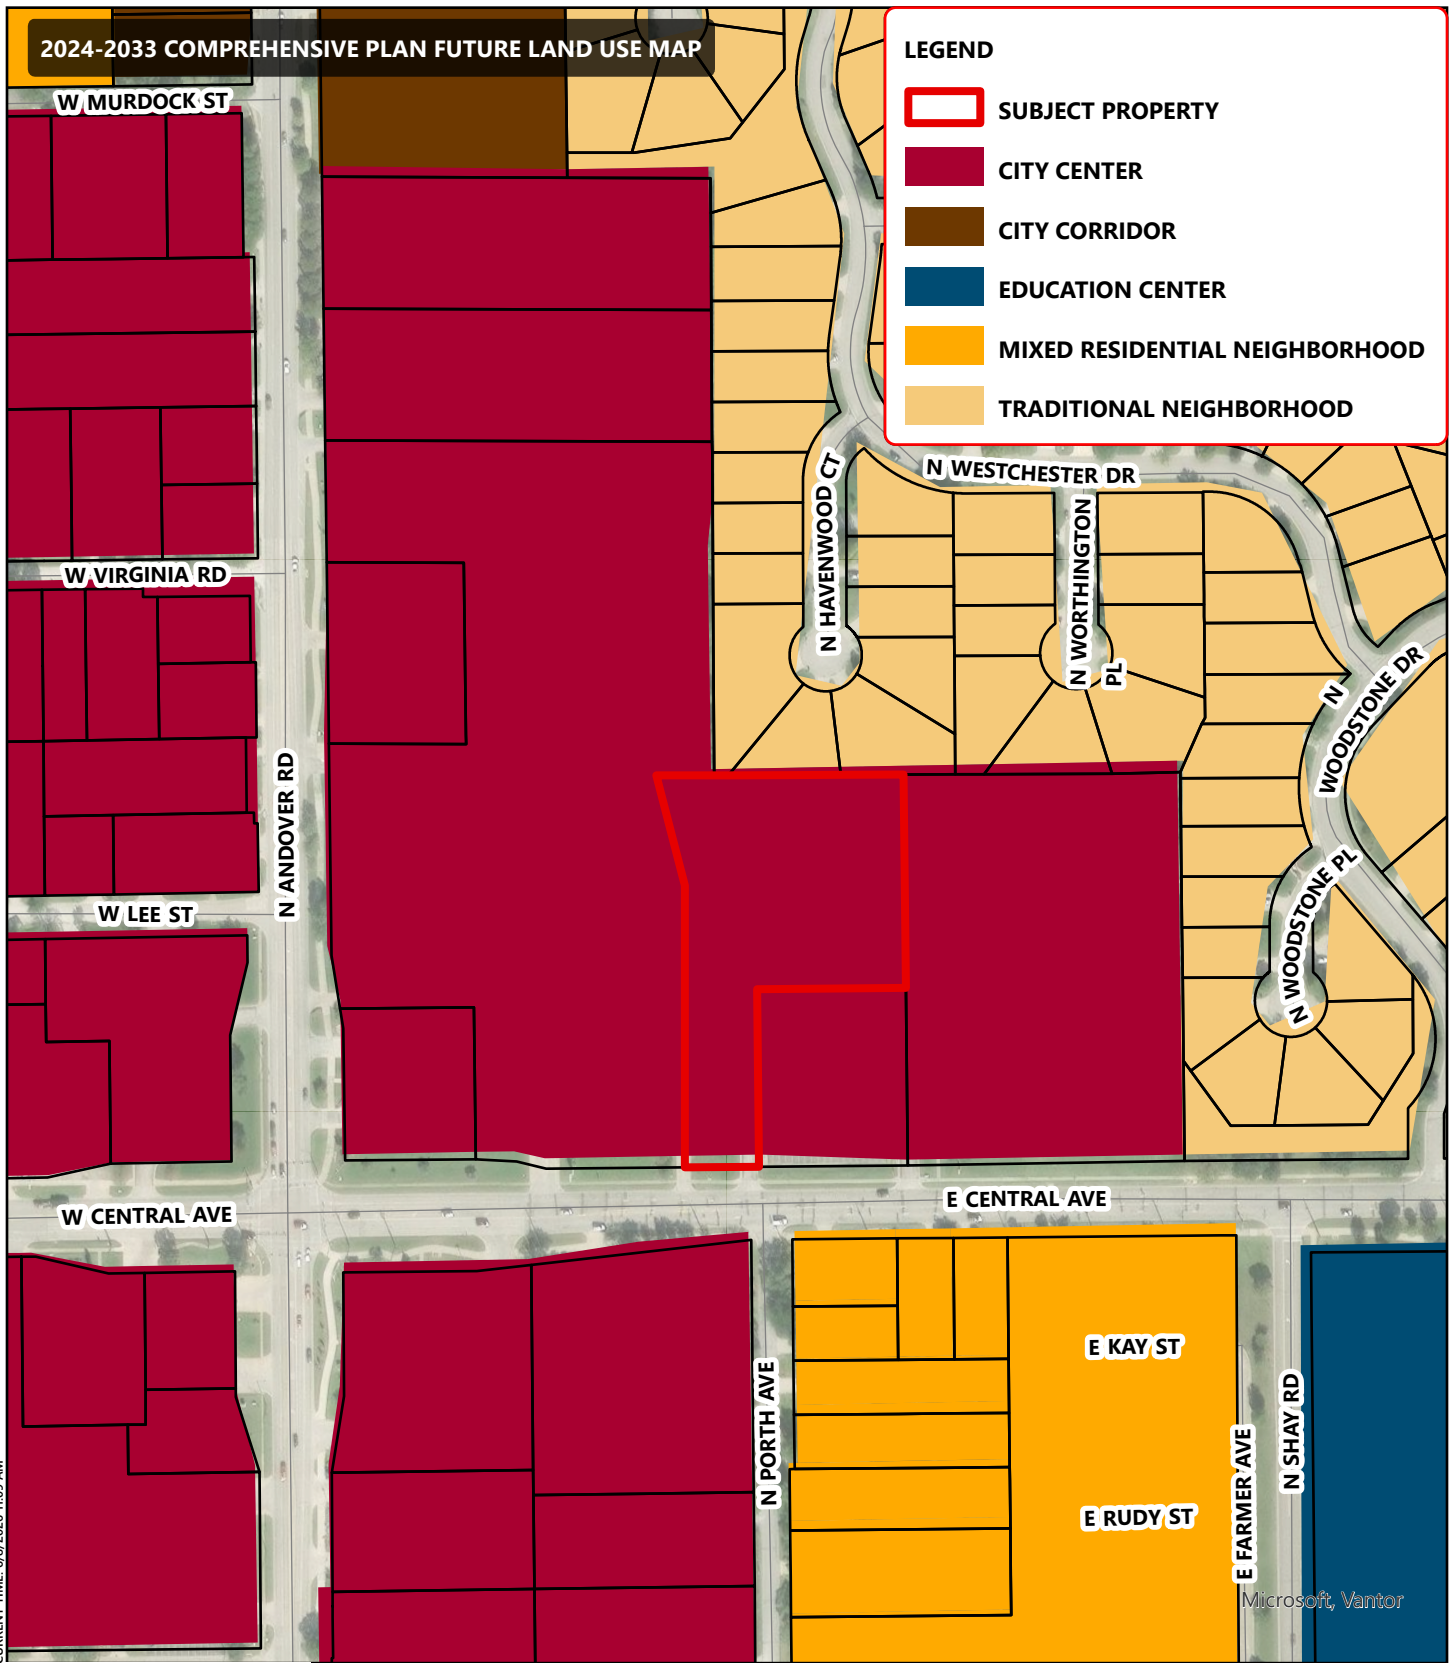 2024-2033 COMPREHENSIVE PLAN FUTURE LAND USE MAP
LEGEND
SUBJECT PROPERTY
CITY CENTER
CITY CORRIDOR
EDUCATION CENTER
MIXED RESIDENTIAL NEIGHBORHOOD
TRADITIONAL NEIGHBORHOOD
W MURDOCK ST
N WESTCHESTER DR
N HAVENWOOD CT
N WORTHINGTON
PL
W VIRGINIA RD
N
WOODSTONE DR
N ANDOVER RD
N WOODSTONE PL
W LEE ST
E CENTRAL AVE
W CENTRAL AVE
E KAY ST
N PORTH AVE
N SHAY RD
E FARMER AVE
E RUDY ST
Microsoft, Vantor